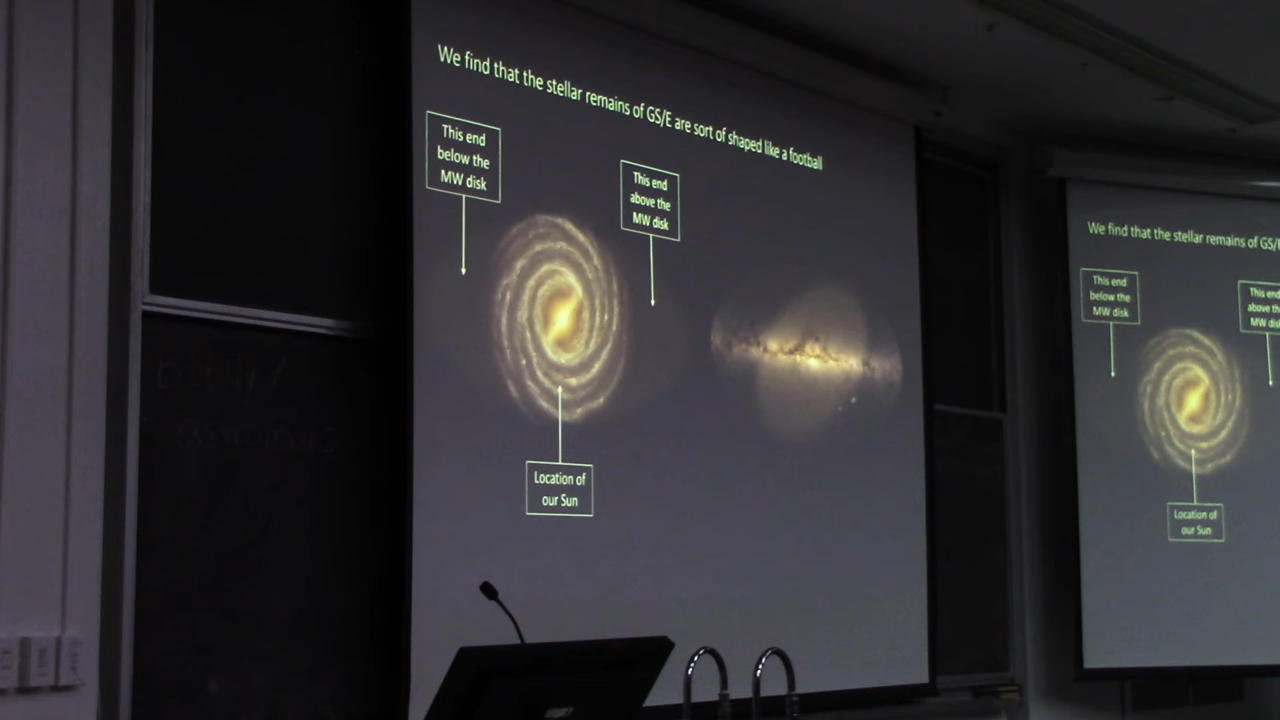 We find that the stellar remains of GS/E are sort of shaped like a football
This end
below the
MW disk
This end
above the
MW disk
Location of
our Sun
We find that the stellar remains of GS/
This end
below the
MW disk
This end
above th
MW dis
Location of
our Sun